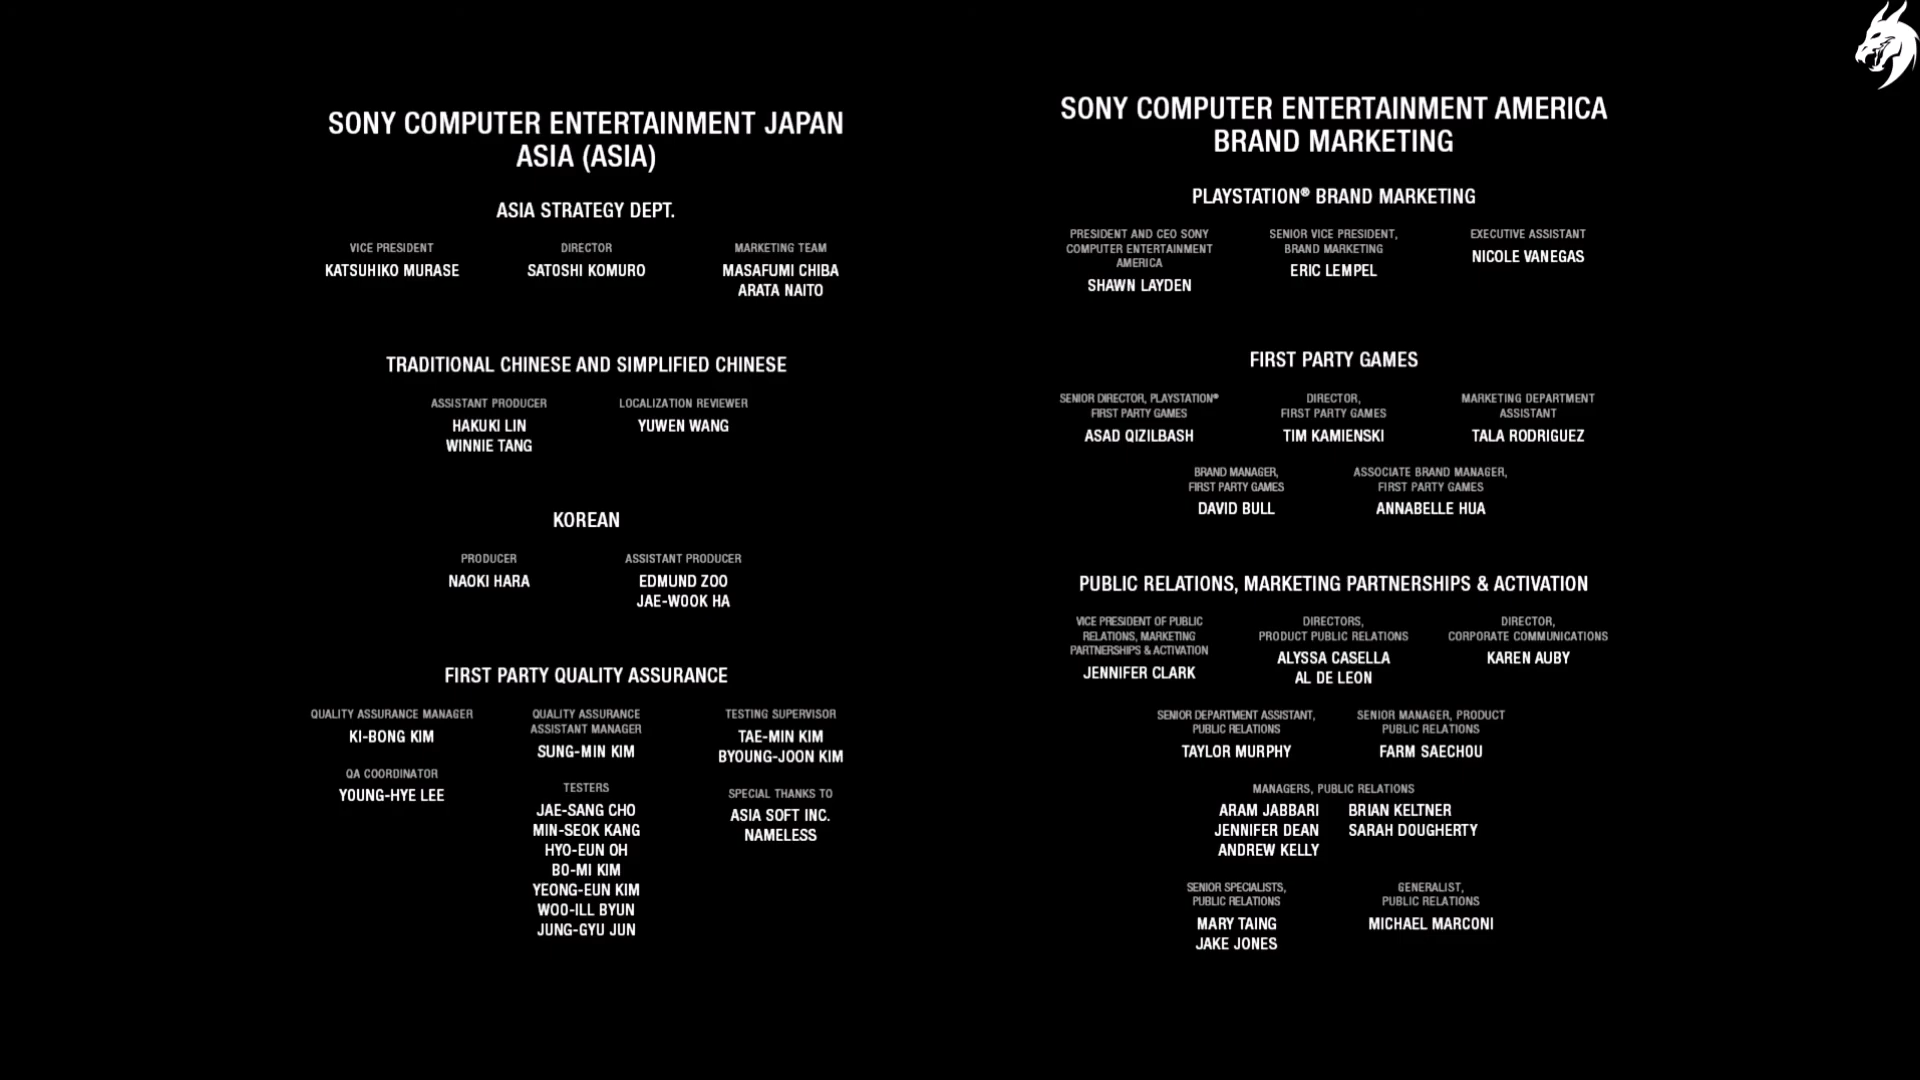 SONY COMPUTER ENTERTAINMENT JAPAN
ASIA (ASIA)
ASIA STRATEGY DEPT.
VICE PRESIDENT
KATSUHIKO MURASE
DIRECTOR
SATOSHI KOMURO
MARKETING TEAM
MASAFUMI CHIBA
ARATA NAITO
TRADITIONAL CHINESE AND SIMPLIFIED CHINESE
ASSISTANT PRODUCER
HAKUKI LIN
WINNIE TANG
LOCALIZATION REVIEWER
YUWEN WANG
KOREAN
PRODUCER
NAOKI HARA
ASSISTANT PRODUCER
EDMUND ZOO
JAE-WOOK HA
FIRST PARTY QUALITY ASSURANCE
QUALITY ASSURANCE MANAGER
KI-BONG KIM
QA COORDINATOR
YOUNG-HYE LEE
QUALITY ASSURANCE
ASSISTANT MANAGER
SUNG-MIN KIM
TESTERS
JAE-SANG CHO
MIN-SEOK KANG
HYO-EUN OH
BO-MI KIM
YEONG-EUN KIM
WOO-ILL BYUN
JUNG-GYU JUN
TESTING SUPERVISOR
TAE-MIN KIM
BYOUNG-JOON KIM
SPECIAL THANKS TO
ASIA SOFT INC.
NAMELESS
SONY COMPUTER ENTERTAINMENT AMERICA
BRAND MARKETING
PLAYSTATION® BRAND MARKETING
PRESIDENT AND CEO SONY
COMPUTER ENTERTAINMENT
AMERICA
SHAWN LAYDEN
SENIOR VICE PRESIDENT,
BRAND MARKETING
ERIC LEMPEL
EXECUTIVE ASSISTANT
NICOLE VANEGAS
FIRST PARTY GAMES
SENIOR DIRECTOR, PLAYSTATION®
FIRST PARTY GAMES
ASAD QIZILBASH
DIRECTOR,
FIRST PARTY GAMES
TIM KAMIENSKI
MARKETING DEPARTMENT
ASSISTANT
TALA RODRIGUEZ
BRAND MANAGER,
FIRST PARTY GAMES
DAVID BULL
ASSOCIATE BRAND MANAGER,
FIRST PARTY GAMES
ANNABELLE HUA
PUBLIC RELATIONS, MARKETING PARTNERSHIPS & ACTIVATION
VICE PRESIDENT OF PUBLIC
RELATIONS, MARKETING
PARTNERSHIPS & ACTIVATION
JENNIFER CLARK
DIRECTORS,
PRODUCT PUBLIC RELATIONS
ALYSSA CASELLA
AL DE LEON
DIRECTOR,
CORPORATE COMMUNICATIONS
KAREN AUBY
SENIOR DEPARTMENT ASSISTANT,
PUBLIC RELATIONS
TAYLOR MURPHY
SENIOR MANAGER, PRODUCT
PUBLIC RELATIONS
FARM SAECHOU
MANAGERS, PUBLIC RELATIONS
ARAM JABBARI
JENNIFER DEAN
ANDREW KELLY
BRIAN KELTNER
SARAH DOUGHERTY
SENIOR SPECIALISTS,
PUBLIC RELATIONS
MARY TAING
JAKE JONES
GENERALIST,
PUBLIC RELATIONS
MICHAEL MARCONI